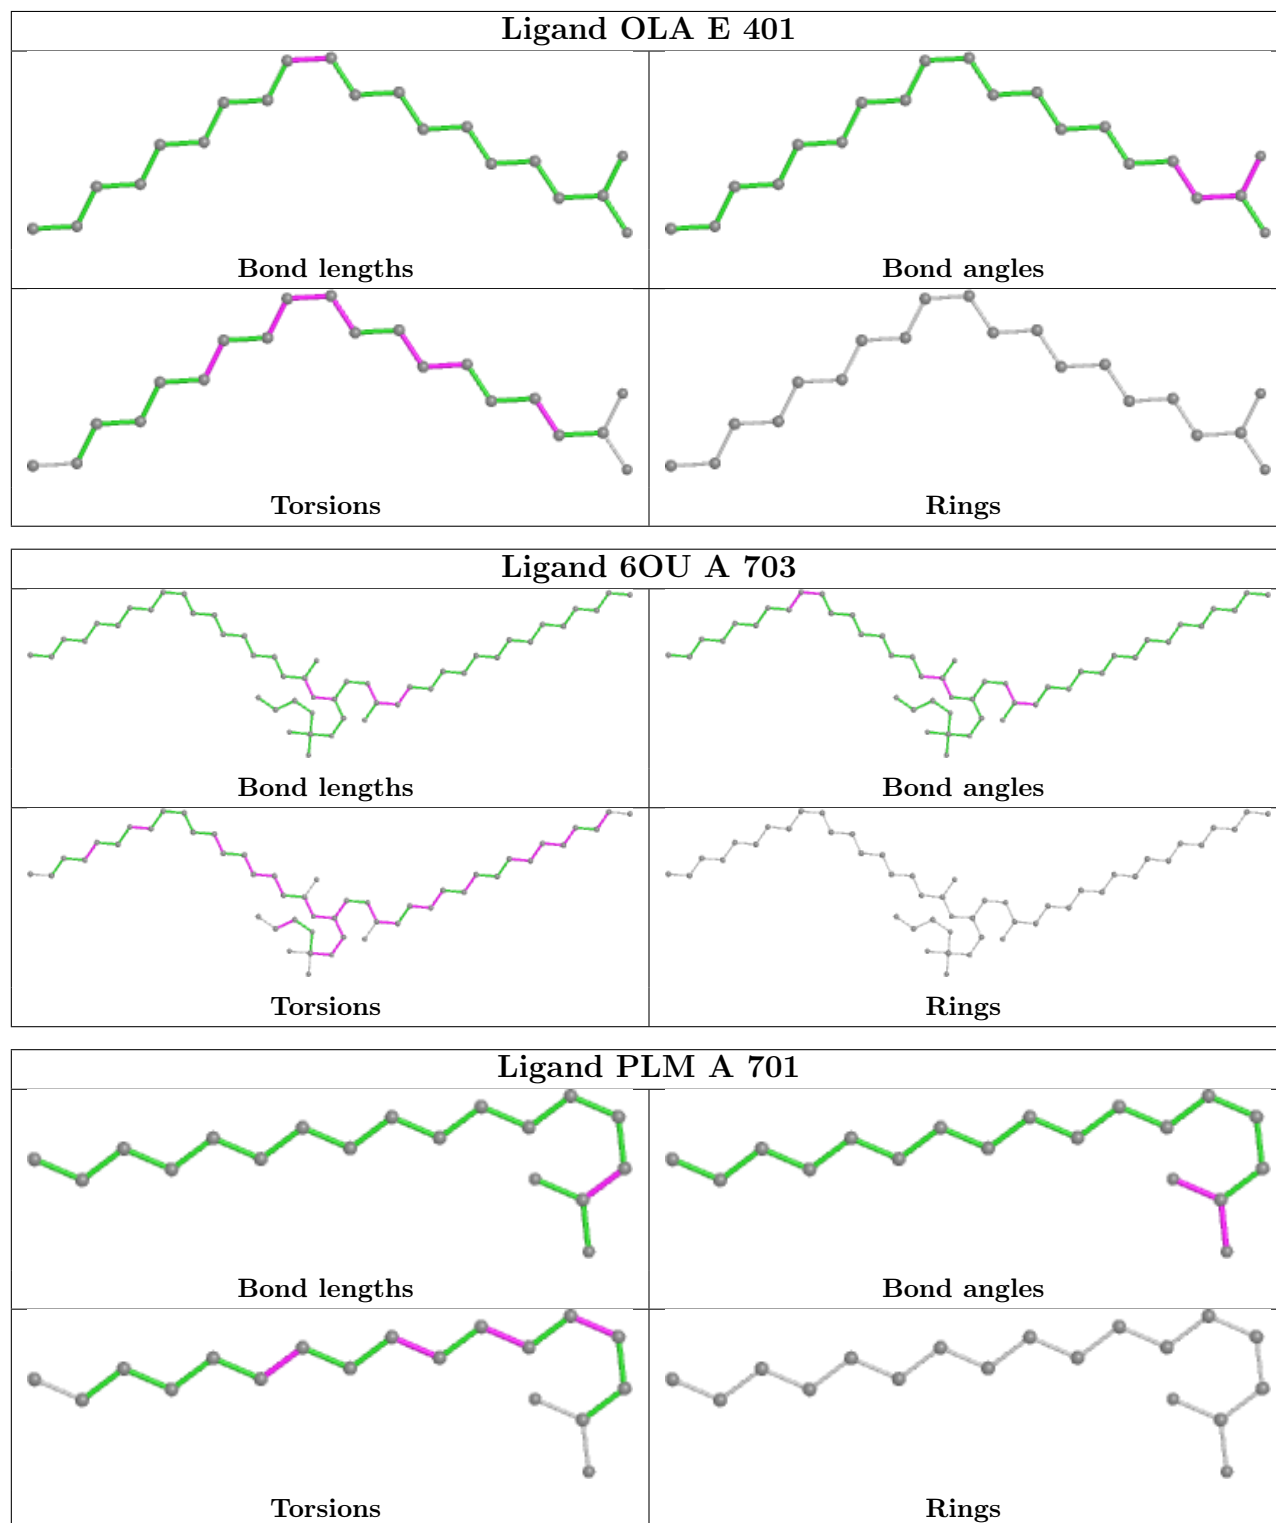 Ligand OLA E 401
Bond lengths
Bond angles
Torsions
Rings
Ligand 6OU A 703
Bond lengths
Bond angles
Torsions
Rings
Ligand PLM A 701
Bond lengths
Bond angles
Torsions
Rings